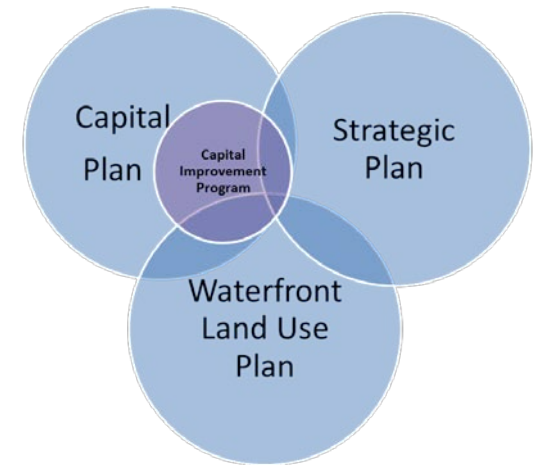 Capital
Plan
Capital
Improvement
Program
Strategic
Plan
Waterfront
Land Use
Plan